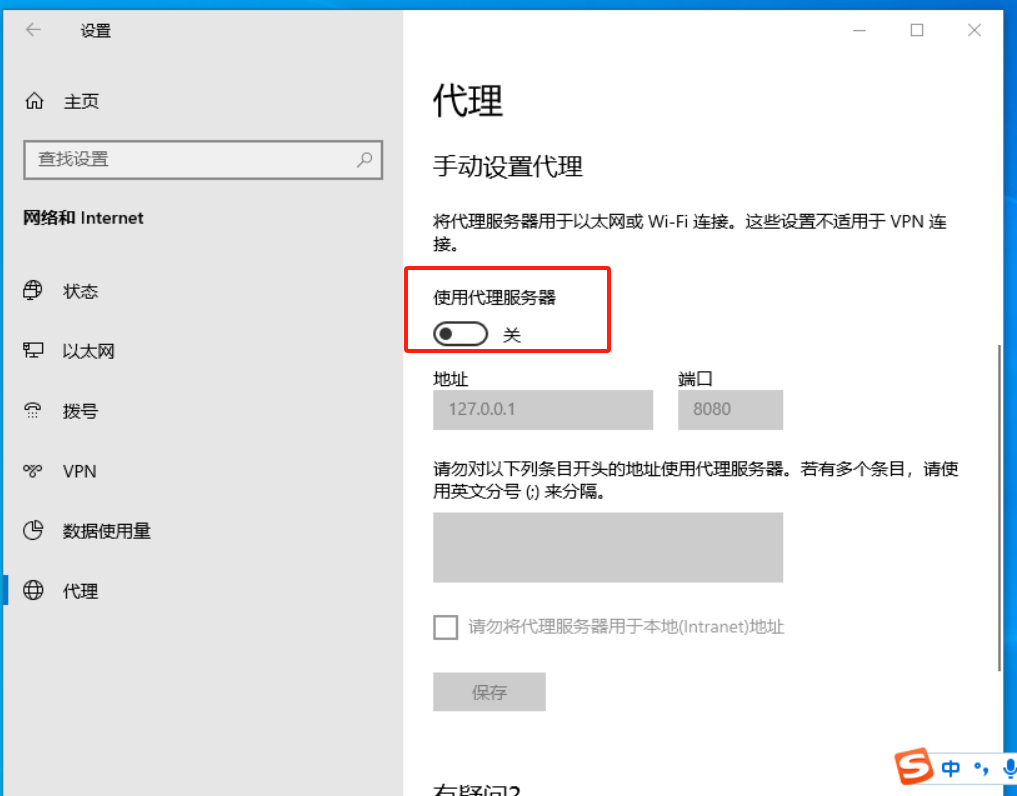 设置
主页
查找设置
网络和 Internet
状态
以太网
拨号
VPN
数据使用量
代理
代理
手动设置代理
将代理服务器用于以太网或 Wi-Fi 连接。这些设置不适用于 VPN 连
接。
使用代理服务器
关
地址 端口
127.0.0.1 8080
请勿对以下列条目开头的地址使用代理服务器。若有多个条目，请使
用英文分号 (;) 来分隔。
请勿将代理服务器用于本地(Intranet)地址
保存
有疑问?
S 中 °,